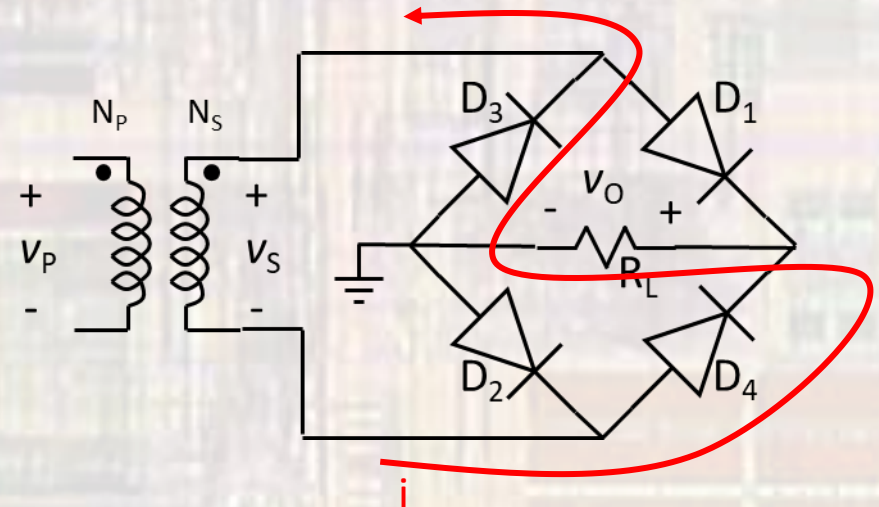 N_P N_S
D_3
D_1
+
v_P
-
+
v_S
-
v_O
- +
R_L
D_2
D_4
i